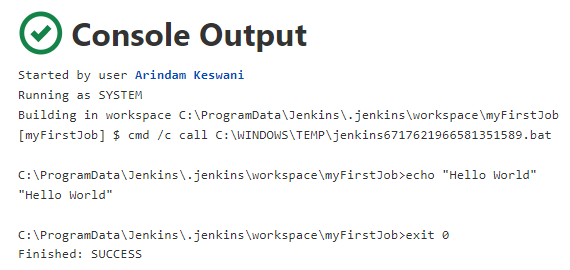 Console Output
Started by user Arindam Keswani
Running as SYSTEM
Building in workspace C:\ProgramData\Jenkins\.jenkins\workspace\myFirstJob
[myFirstJob] $ cmd /c call C:\WINDOWS\TEMP\jenkins6717621966581351589.bat
C:\ProgramData\Jenkins\.jenkins\workspace\myFirstJob>echo "Hello World"
"Hello World"
C:\ProgramData\Jenkins\.jenkins\workspace\myFirstJob>exit 0
Finished: SUCCESS